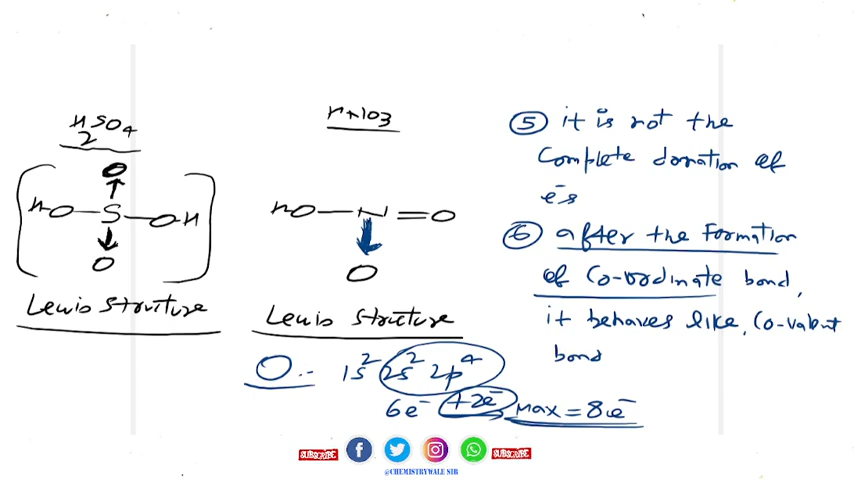 H2SO4
O
HO—S—OH
O
Lewis Structure
HNO3
HO—N=O
O
Lewis Structure
O :- 1s² 2s² 2p⁴
6e⁻ +2e⁻ max = 8e⁻
⑤ it is not the
Complete donation of
e⁻s
⑥ after the Formation
of Co-ordinate bond,
it behaves like, Co-valent
bond
SUBSCRIBE
SUBSCRIBE
@CHEMISTRYWALE SIR